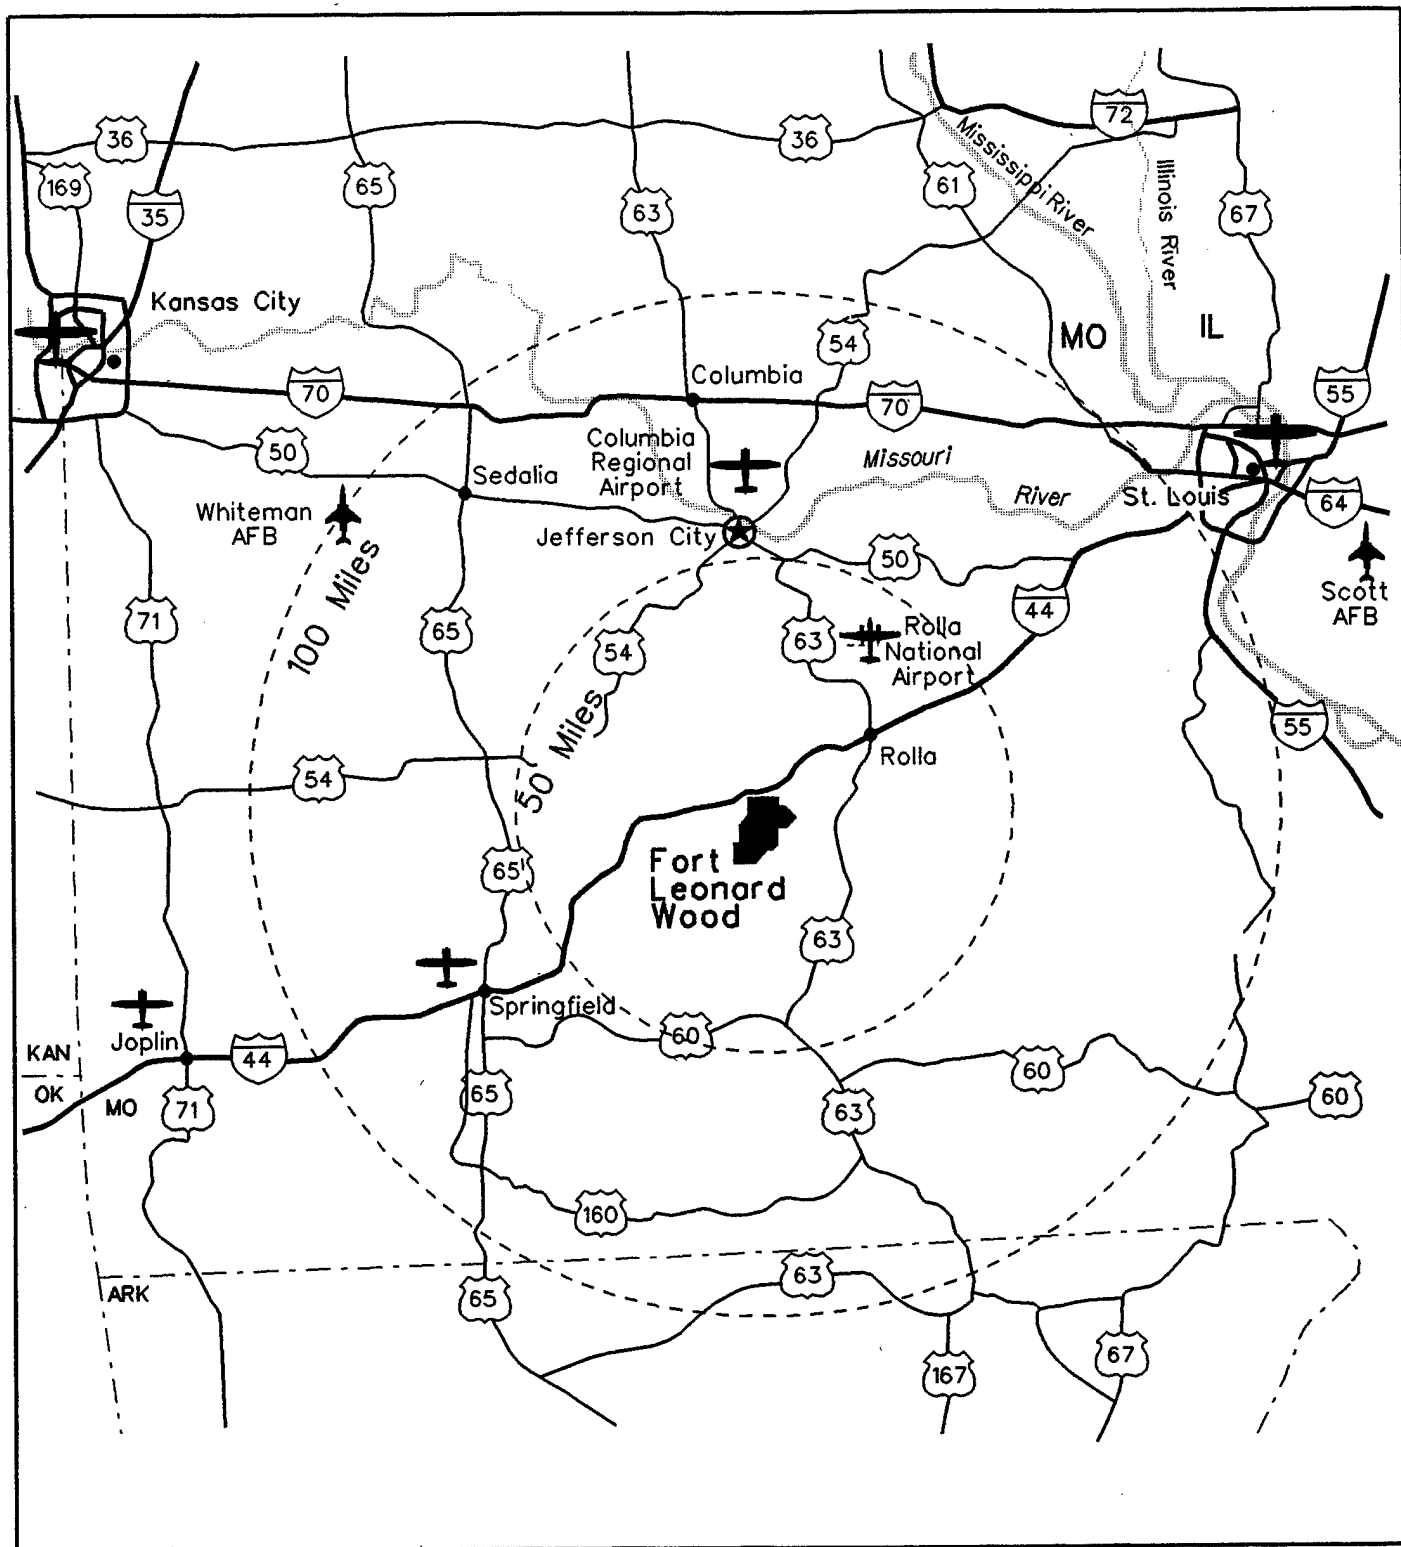 36
36
72
169
35
65
63
61
67
Mississippi River
Illinois River
Kansas City
MO
IL
54
55
70
Columbia
70
50
Columbia
Regional
Airport
Missouri
River
Sedalia
St. Louis
64
Whiteman
AFB
Jefferson City
50
Scott
AFB
100 Miles
71
65
54
63
44
Rolla
National
Airport
50 Miles
55
54
Rolla
65
Fort
Leonard
Wood
63
Springfield
Joplin
KAN
44
60
60
OK
MO
71
65
63
60
160
ARK
65
63
167
67